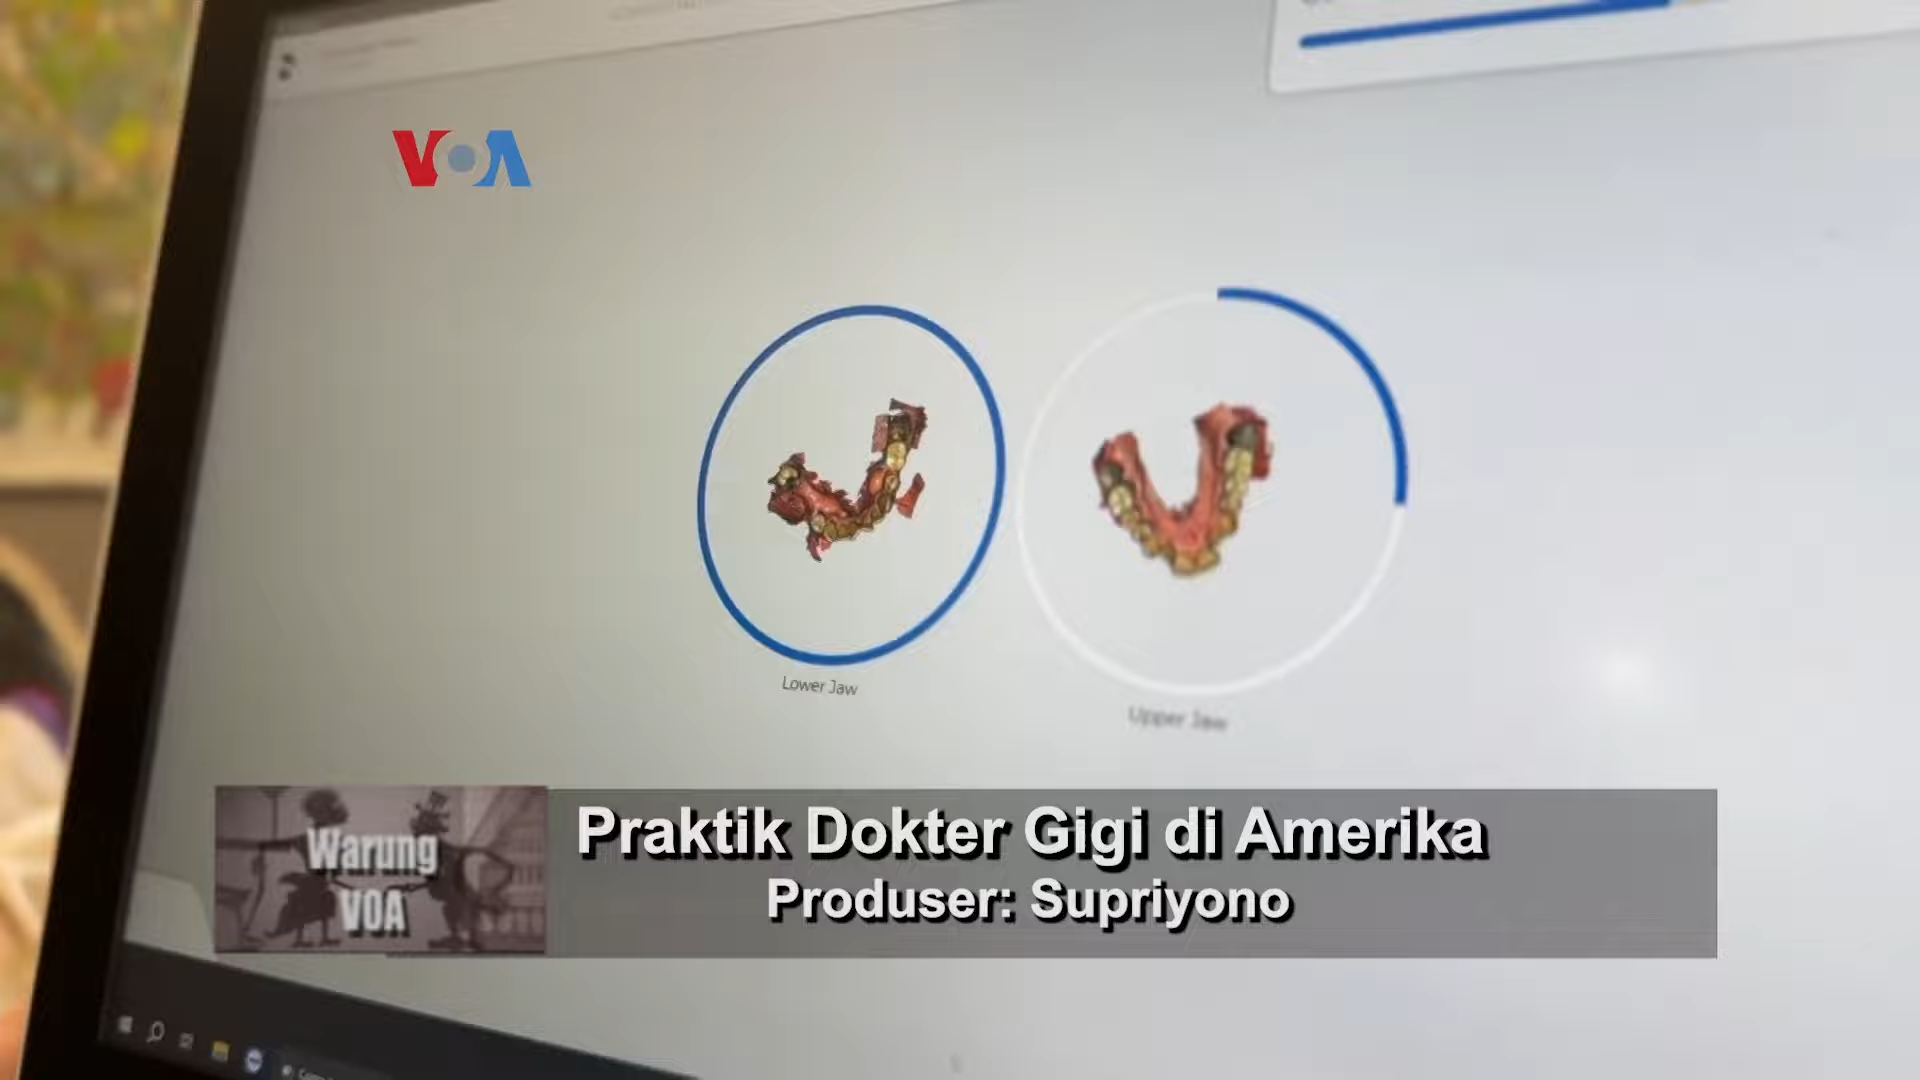 VOA
Lower Jaw
Upper Jaw
Warung
VOA
Praktik Dokter Gigi di Amerika
Produser: Supriyono